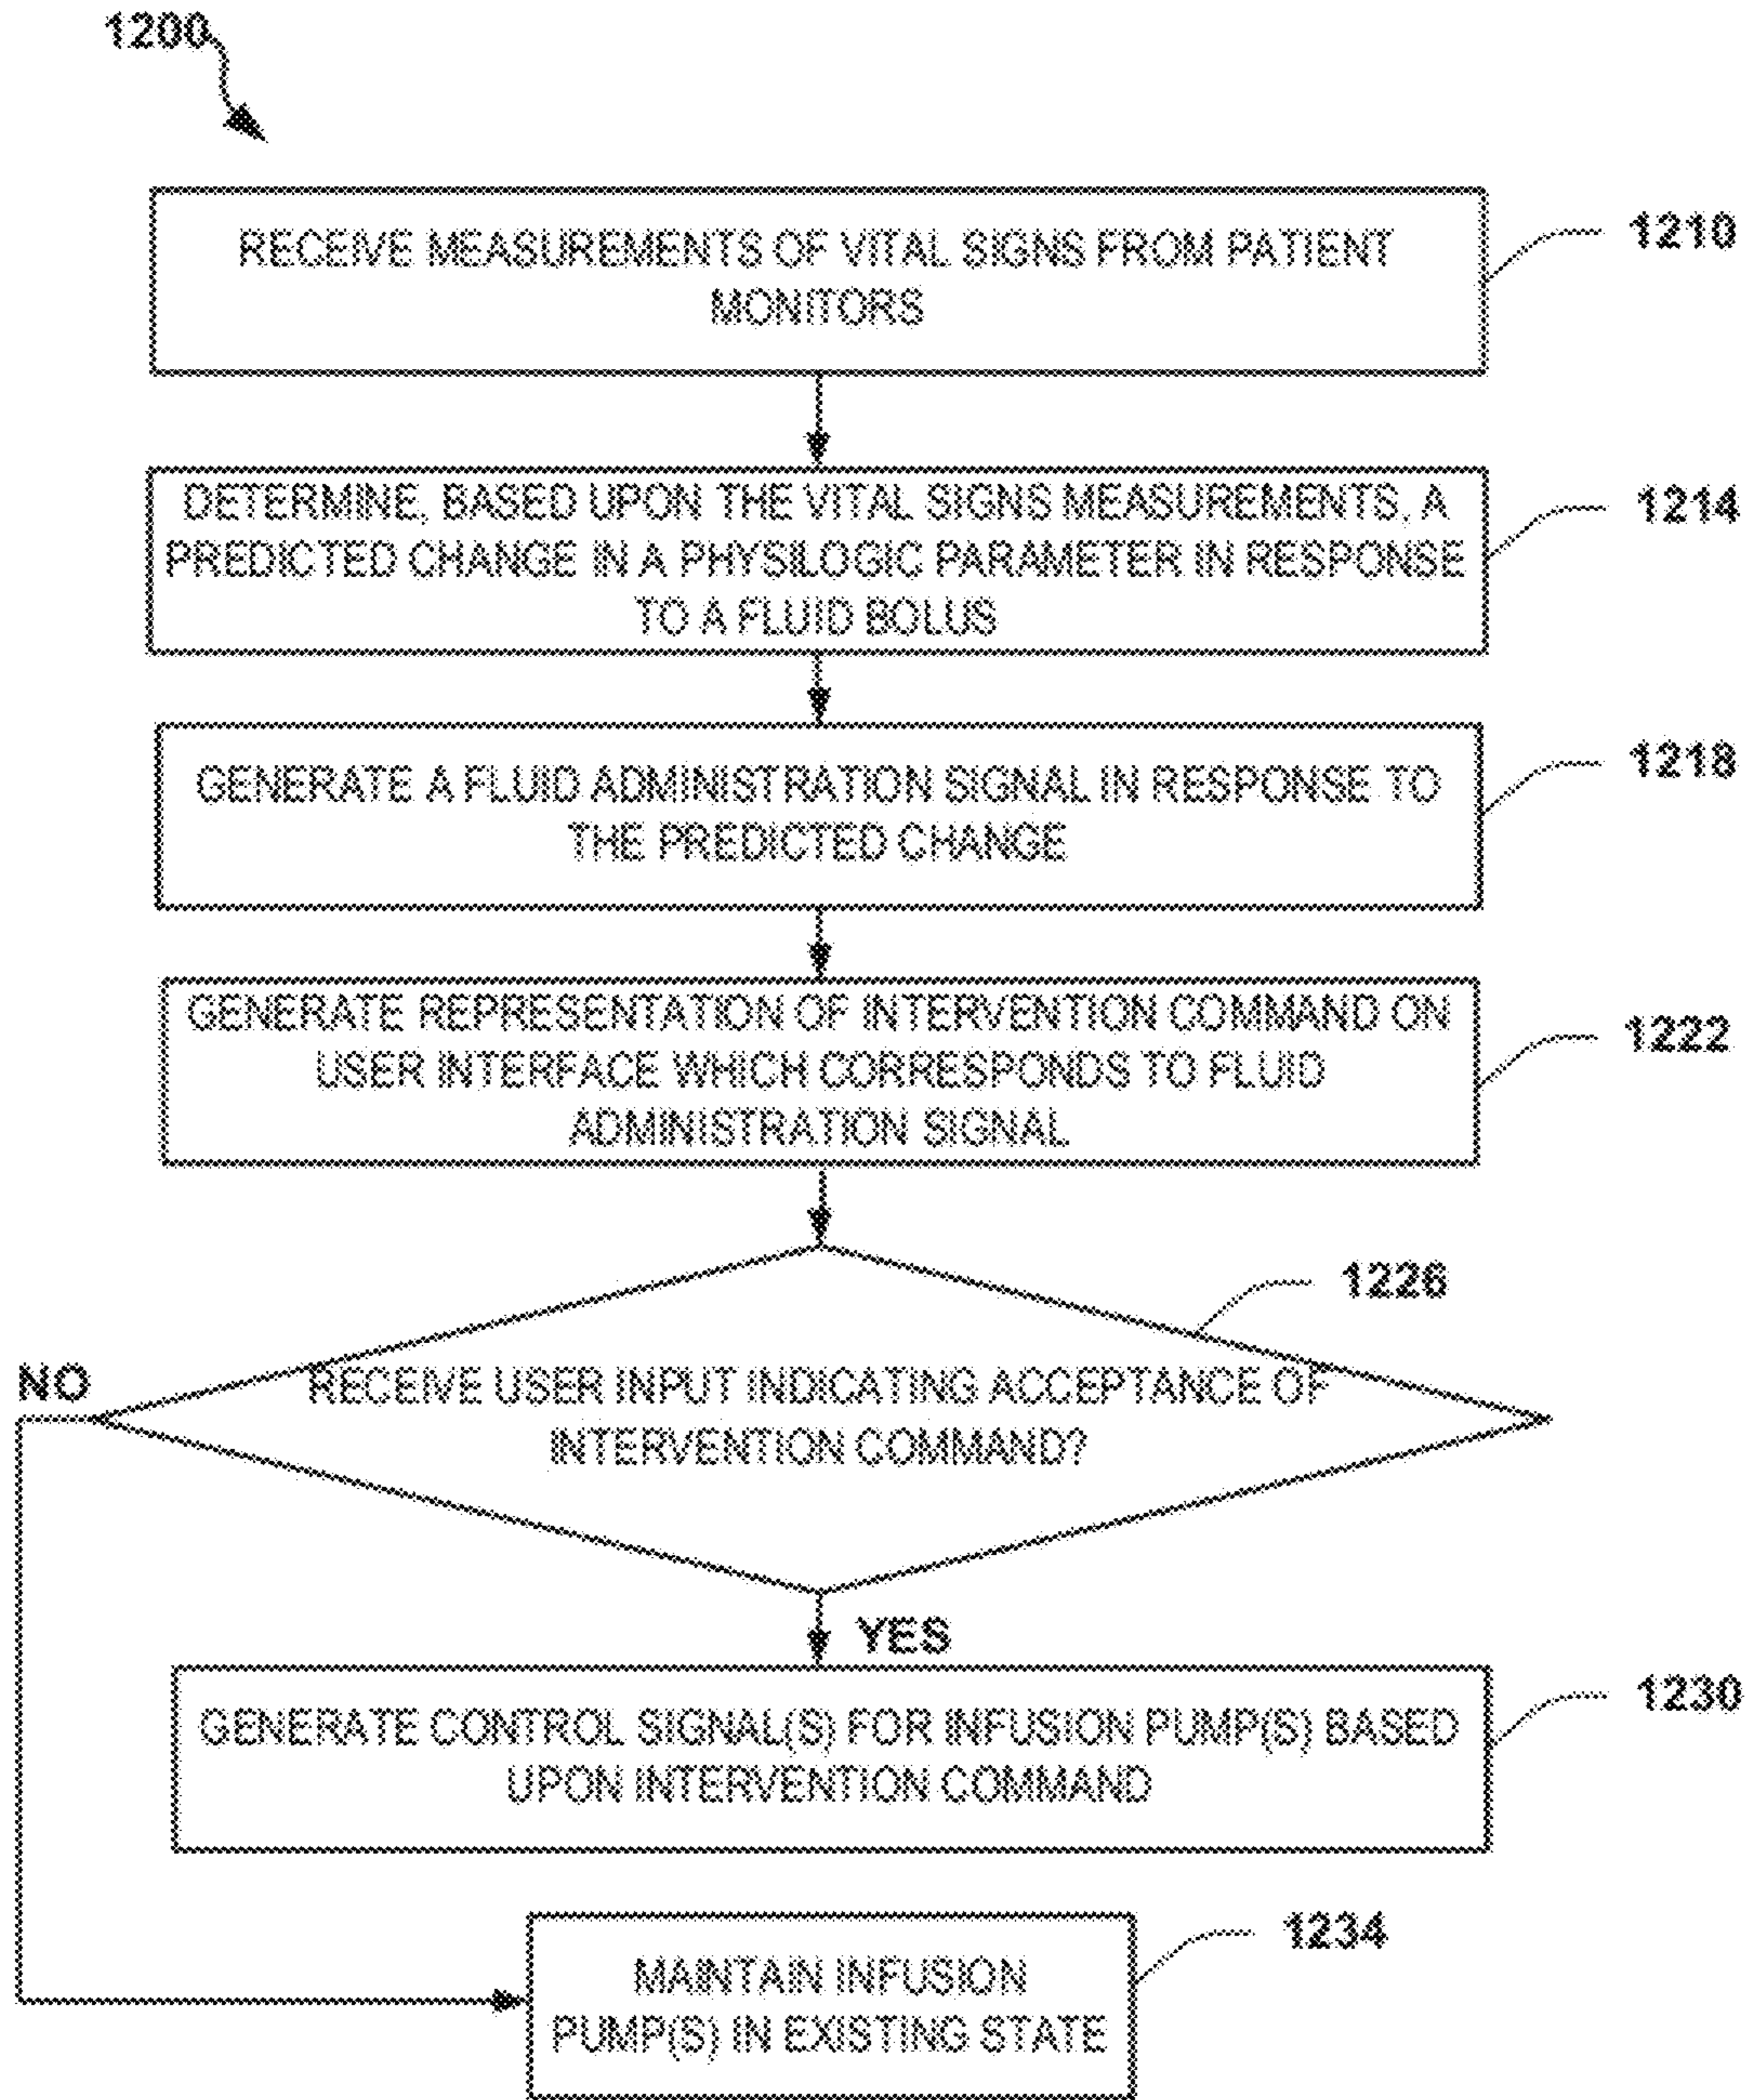 1200
RECEIVE MEASUREMENTS OF VITAL SIGNS FROM PATIENT
MONITORS
1210
DETERMINE, BASED UPON THE VITAL SIGNS MEASUREMENTS, A
PREDICTED CHANGE IN A PHYSILOGIC PARAMETER IN RESPONSE
TO A FLUID BOLUS
1214
GENERATE A FLUID ADMINISTRATION SIGNAL IN RESPONSE TO
THE PREDICTED CHANGE
1218
GENERATE REPRESENTATION OF INTERVENTION COMMAND ON
USER INTERFACE WHICH CORRESPONDS TO FLUID
ADMINISTRATION SIGNAL
1222
1226
NO
RECEIVE USER INPUT INDICATING ACCEPTANCE OF
INTERVENTION COMMAND?
YES
GENERATE CONTROL SIGNAL(S) FOR INFUSION PUMP(S) BASED
UPON INTERVENTION COMMAND
1230
MAINTAIN INFUSION
PUMP(S) IN EXISTING STATE
1234